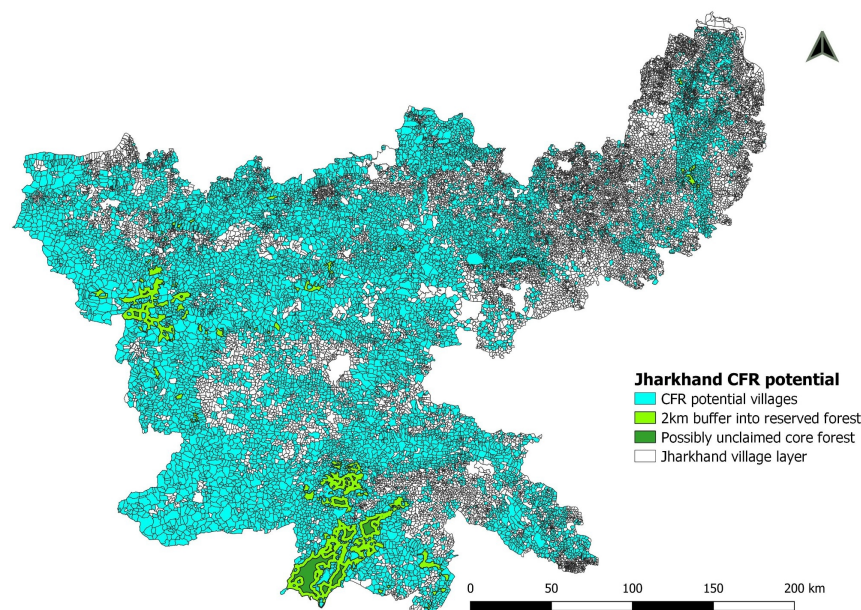 Jharkhand CFR potential
CFR potential villages
2km buffer into reserved forest
Possibly unclaimed core forest
Jharkhand village layer
0 50 100 150 200 km